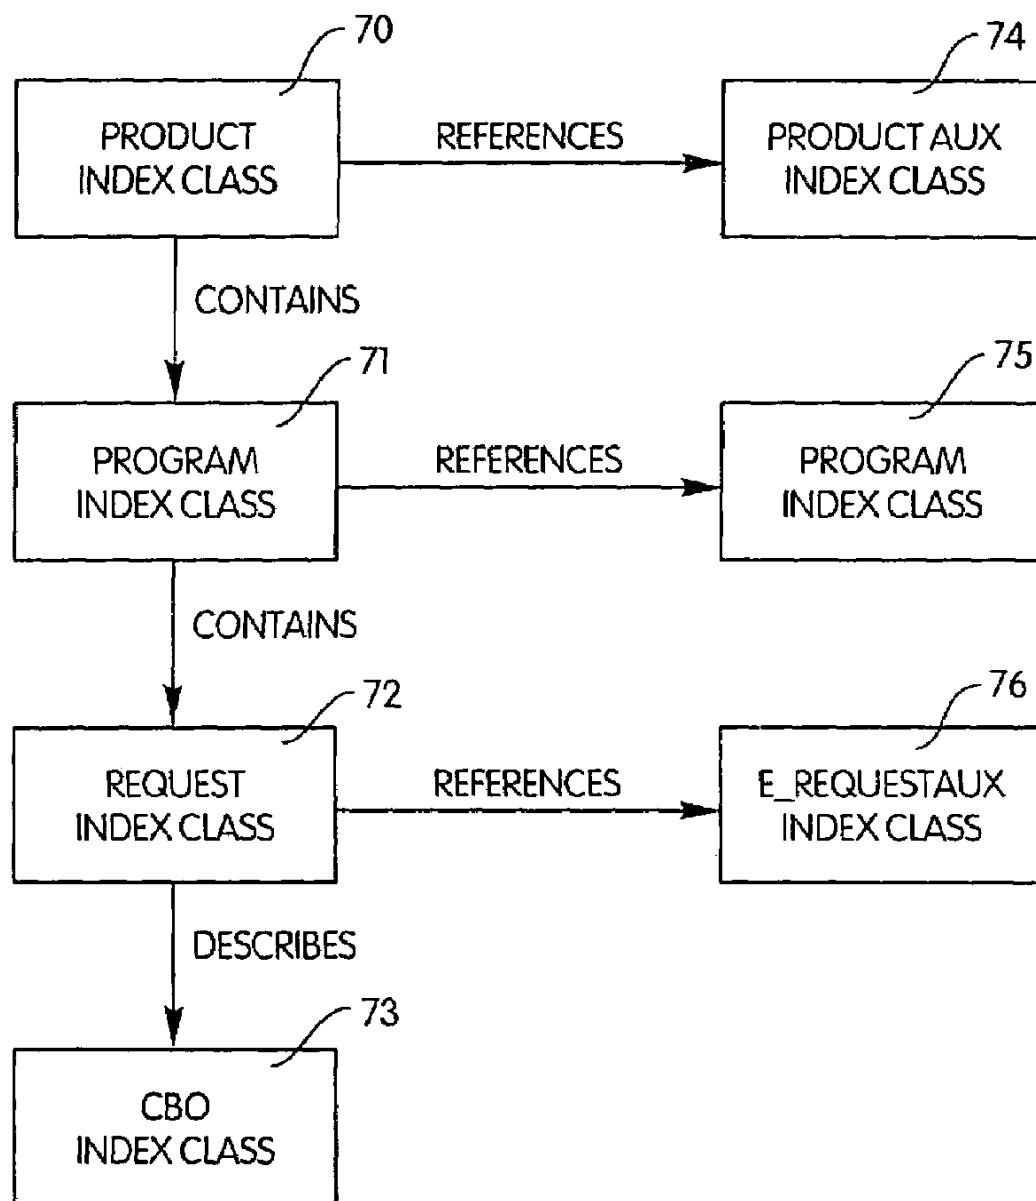 70
74
PRODUCT
INDEX CLASS
REFERENCES
PRODUCT AUX
INDEX CLASS
CONTAINS
71
75
PROGRAM
INDEX CLASS
REFERENCES
PROGRAM
INDEX CLASS
CONTAINS
72
76
REQUEST
INDEX CLASS
REFERENCES
E_REQUESTAUX
INDEX CLASS
DESCRIBES
73
CBO
INDEX CLASS